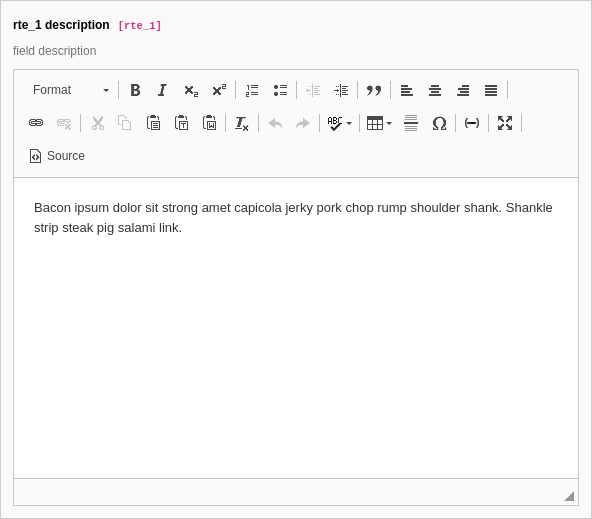 rte_1 description [rte_1]
field description
Format
ABC
Source
Bacon ipsum dolor sit strong amet capicola jerky pork chop rump shoulder shank. Shankle
strip steak pig salami link.